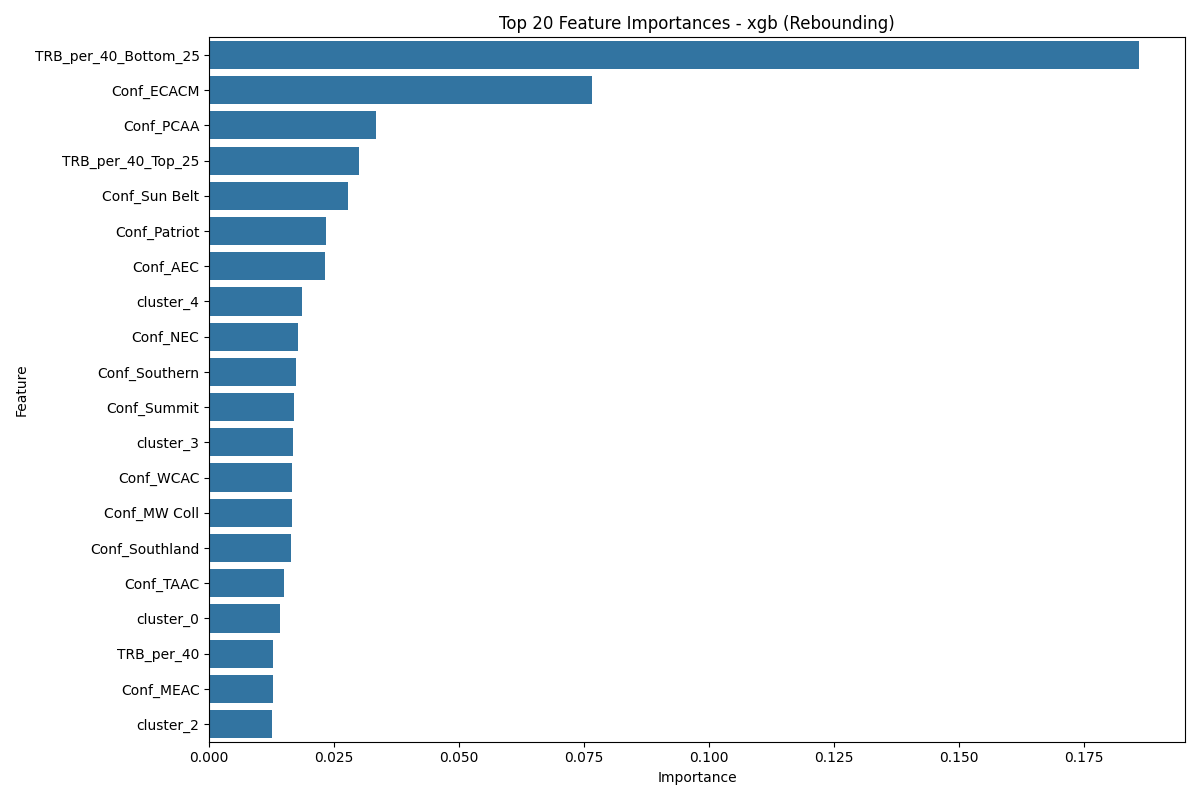 Top 20 Feature Importances - xgb (Rebounding)
TRB_per_40_Bottom_25
Conf_ECACM
Conf_PCAA
TRB_per_40_Top_25
Conf_Sun Belt
Conf_Patriot
Conf_AEC
cluster_4
Conf_NEC
Conf_Southern
Conf_Summit
cluster_3
Conf_WCAC
Conf_MW Coll
Conf_Southland
Conf_TAAC
cluster_0
TRB_per_40
Conf_MEAC
cluster_2
Feature
0.000 0.025 0.050 0.075 0.100 0.125 0.150 0.175
Importance